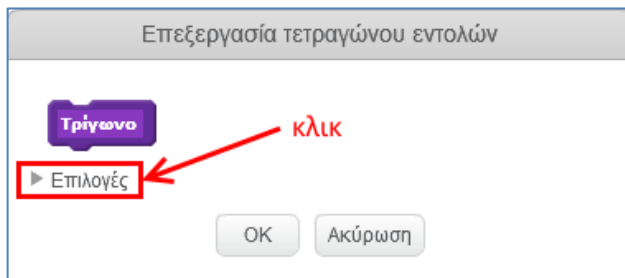 Επεξεργασία τετραγώνου εντολών
Τρίγωνο
κλικ
Επιλογές
OK Ακύρωση